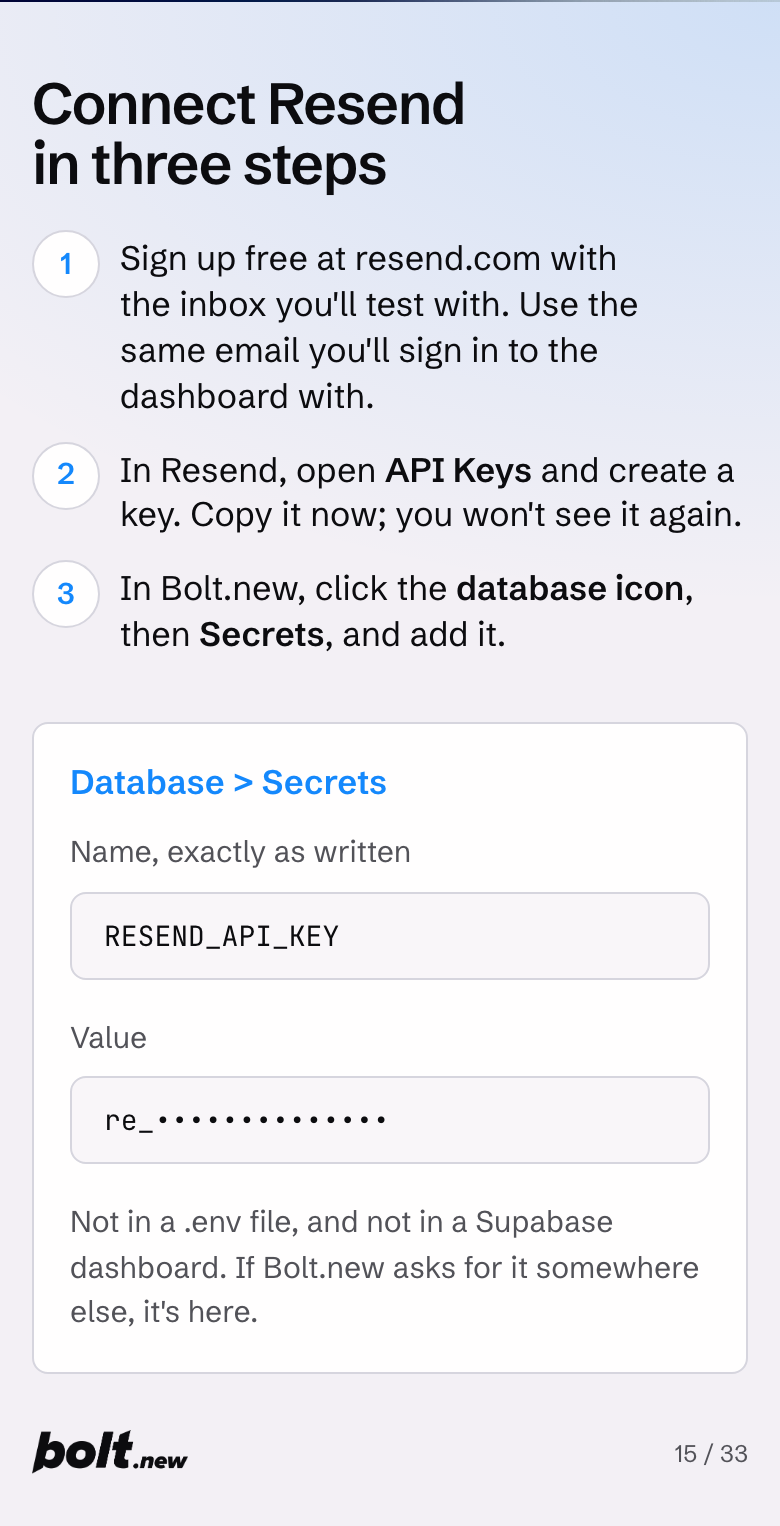 Connect Resend
in three steps
1
Sign up free at resend.com with
the inbox you'll test with. Use the
same email you'll sign in to the
dashboard with.
2
In Resend, open API Keys and create a
key. Copy it now; you won't see it again.
3
In Bolt.new, click the database icon,
then Secrets, and add it.
Database > Secrets
Name, exactly as written
RESEND_API_KEY
Value
re_••••••••••••••
Not in a .env file, and not in a Supabase
dashboard. If Bolt.new asks for it somewhere
else, it's here.
bolt.new
15 / 33